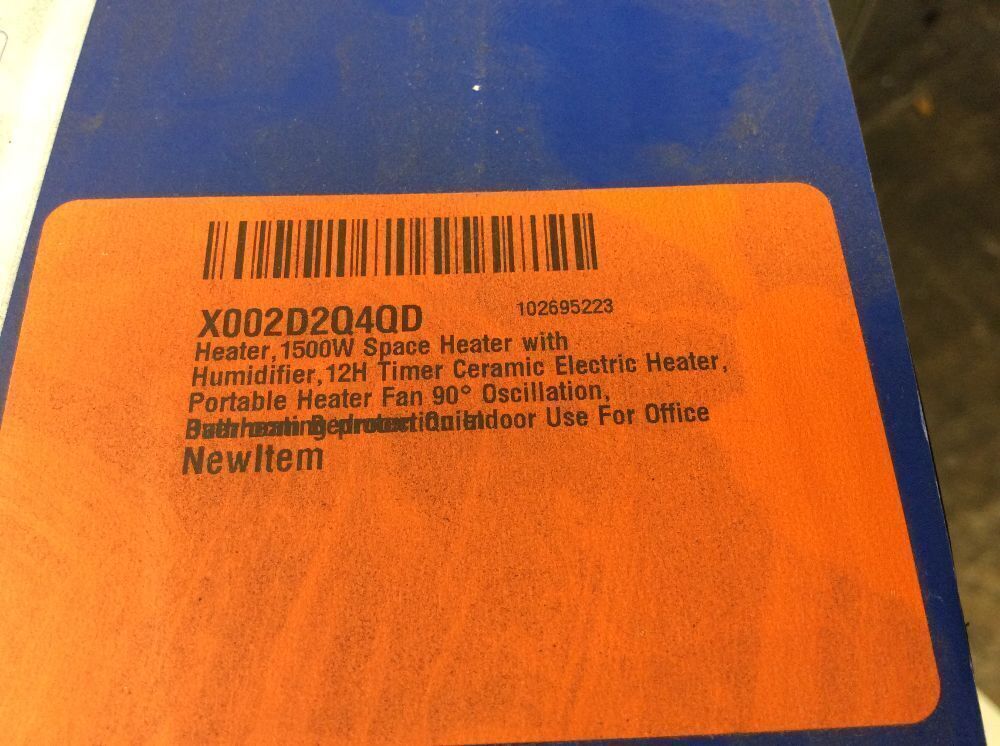 X002D2Q4QD
102695223
Heater,1500W Space Heater with
Humidifier,12H Timer Ceramic Electric Heater,
Portable Heater Fan 90° Oscillation,
Use For Office
NewItem